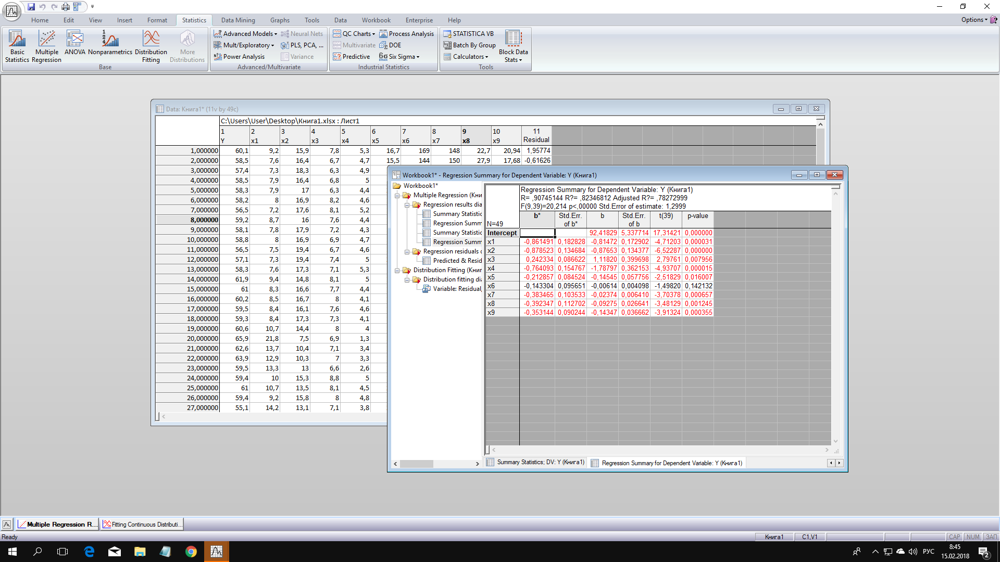 Home Edit View Insert Format Statistics Data Mining Graphs Tools Data Workbook Enterprise Help Options
Basic Statistics
Multiple Regression
ANOVA
Nonparametrics
Distribution Fitting
More Distributions
Base
Advanced Models
Mult/Exploratory
Power Analysis
Neural Nets
PLS, PCA, ...
Variance
Advanced/Multivariate
QC Charts
Multivariate
Predictive
Process Analysis
DOE
6σ DMAIC Six Sigma
Industrial Statistics
STATISTICA VB
Batch By Group
Calculators
Block Data Stats
Tools
Data: Книга1* (11v by 49c)
C:\Users\User\Desktop\Книга1.xlsx : Лист1
1 2 3 4 5 6 7 8 9 10 11
Y x1 x2 x3 x4 x5 x6 x7 x8 x9 Residual
1,000000 60,1 9,2 15,9 7,8 5,3 16,7 169 148 22,7 20,94 1,95774
2,000000 58,5 7,6 16,4 6,7 4,7 15,5 144 150 27,9 17,68 -0,61626
3,000000 57,4 7,3 18,3 6,3 4,9
4,000000 58,5 7,9 16,4 6,8 5
5,000000 58,3 7,9 17 6,3 4,4
6,000000 58,2 8 16,9 8,2 4,6
7,000000 56,5 7,2 17,6 8,1 5,2
8,000000 59,2 8,7 16 7,6 4,4
9,000000 58,1 7,8 17,9 7,2 4,3
10,000000 58,8 8 16,9 6,9 4,7
11,000000 56,5 7,5 19,4 6,7 4,6
12,000000 57,1 7,3 19,4 7,4 5
13,000000 58,3 7,6 17,3 7,1 5,3
14,000000 61,9 9,4 14,8 8,1 5
15,000000 61 8,3 16,6 7,7 4,4
16,000000 60,2 8,5 16,7 8 4,1
17,000000 59,5 8,4 16,1 7,6 4,6
18,000000 59,3 8,4 17,3 7,3 4,1
19,000000 60,6 10,7 14,4 8 4
20,000000 65,9 21,8 7,5 6,9 1,3
21,000000 62,6 13,7 10,4 7,1 3,4
22,000000 63,9 12,9 10,3 7 3,3
23,000000 59,5 13,3 13 6,6 2,6
24,000000 59,4 10 15,3 8,8 5
25,000000 61 10,7 13,5 8,1 4,5
26,000000 59,4 9,2 15,8 8 4,8
27,000000 55,1 14,2 13,1 7,1 3,8
Workbook1* - Regression Summary for Dependent Variable: Y (Книга1)
Workbook1*
Multiple Regression (Кни
Regression results dia
Summary Statistic
Regression Summ
Summary Statistic
Regression Summ
Regression residuals d
Predicted & Resid
Distribution Fitting (Книг
Distribution fitting dia
Variable: Residual,
Regression Summary for Dependent Variable: Y (Книга1)
R= ,90745144 R?= ,82346812 Adjusted R?= ,78272999
F(9,39)=20,214 p<,00000 Std.Error of estimate: 1,2999
N=49 b* Std.Err. of b* b Std.Err. of b t(39) p-value
Intercept 92,41829 5,337714 17,31421 0,000000
x1 -0,861491 0,182828 -0,81472 0,172902 -4,71203 0,000031
x2 -0,878523 0,134684 -0,87653 0,134377 -6,52287 0,000000
x3 0,242334 0,086622 1,11820 0,399698 2,79761 0,007956
x4 -0,764093 0,154767 -1,78797 0,362153 -4,93707 0,000015
x5 -0,212857 0,084524 -0,14545 0,057756 -2,51829 0,016007
x6 -0,143304 0,095651 -0,00614 0,004098 -1,49820 0,142132
x7 -0,383465 0,103533 -0,02374 0,006410 -3,70378 0,000657
x8 -0,392347 0,112702 -0,09275 0,026641 -3,48129 0,001245
x9 -0,353144 0,090244 -0,14347 0,036662 -3,91324 0,000355
Summary Statistics; DV: Y (Книга1) Regression Summary for Dependent Variable: Y (Книга1)
Multiple Regression R... Fitting Continuous Distributi...
Ready Книга1 C1,V1 CAP NUM ЗАП
РУС 8:45
15.02.2018
2